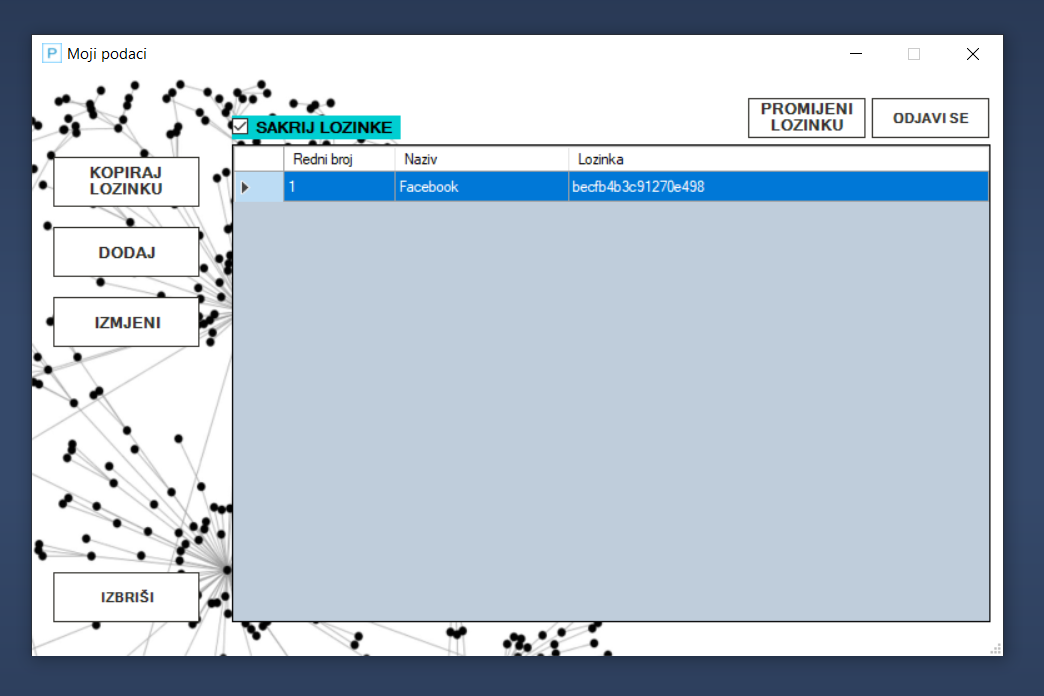 P Moji podaci
PROMIJENI
LOZINKU
ODJAVI SE
SAKRIJ LOZINKE
KOPIRAJ
LOZINKU
DODAJ
IZMJENI
IZBRIŠI
Redni broj Naziv Lozinka
1 Facebook becfb4b3c91270e498